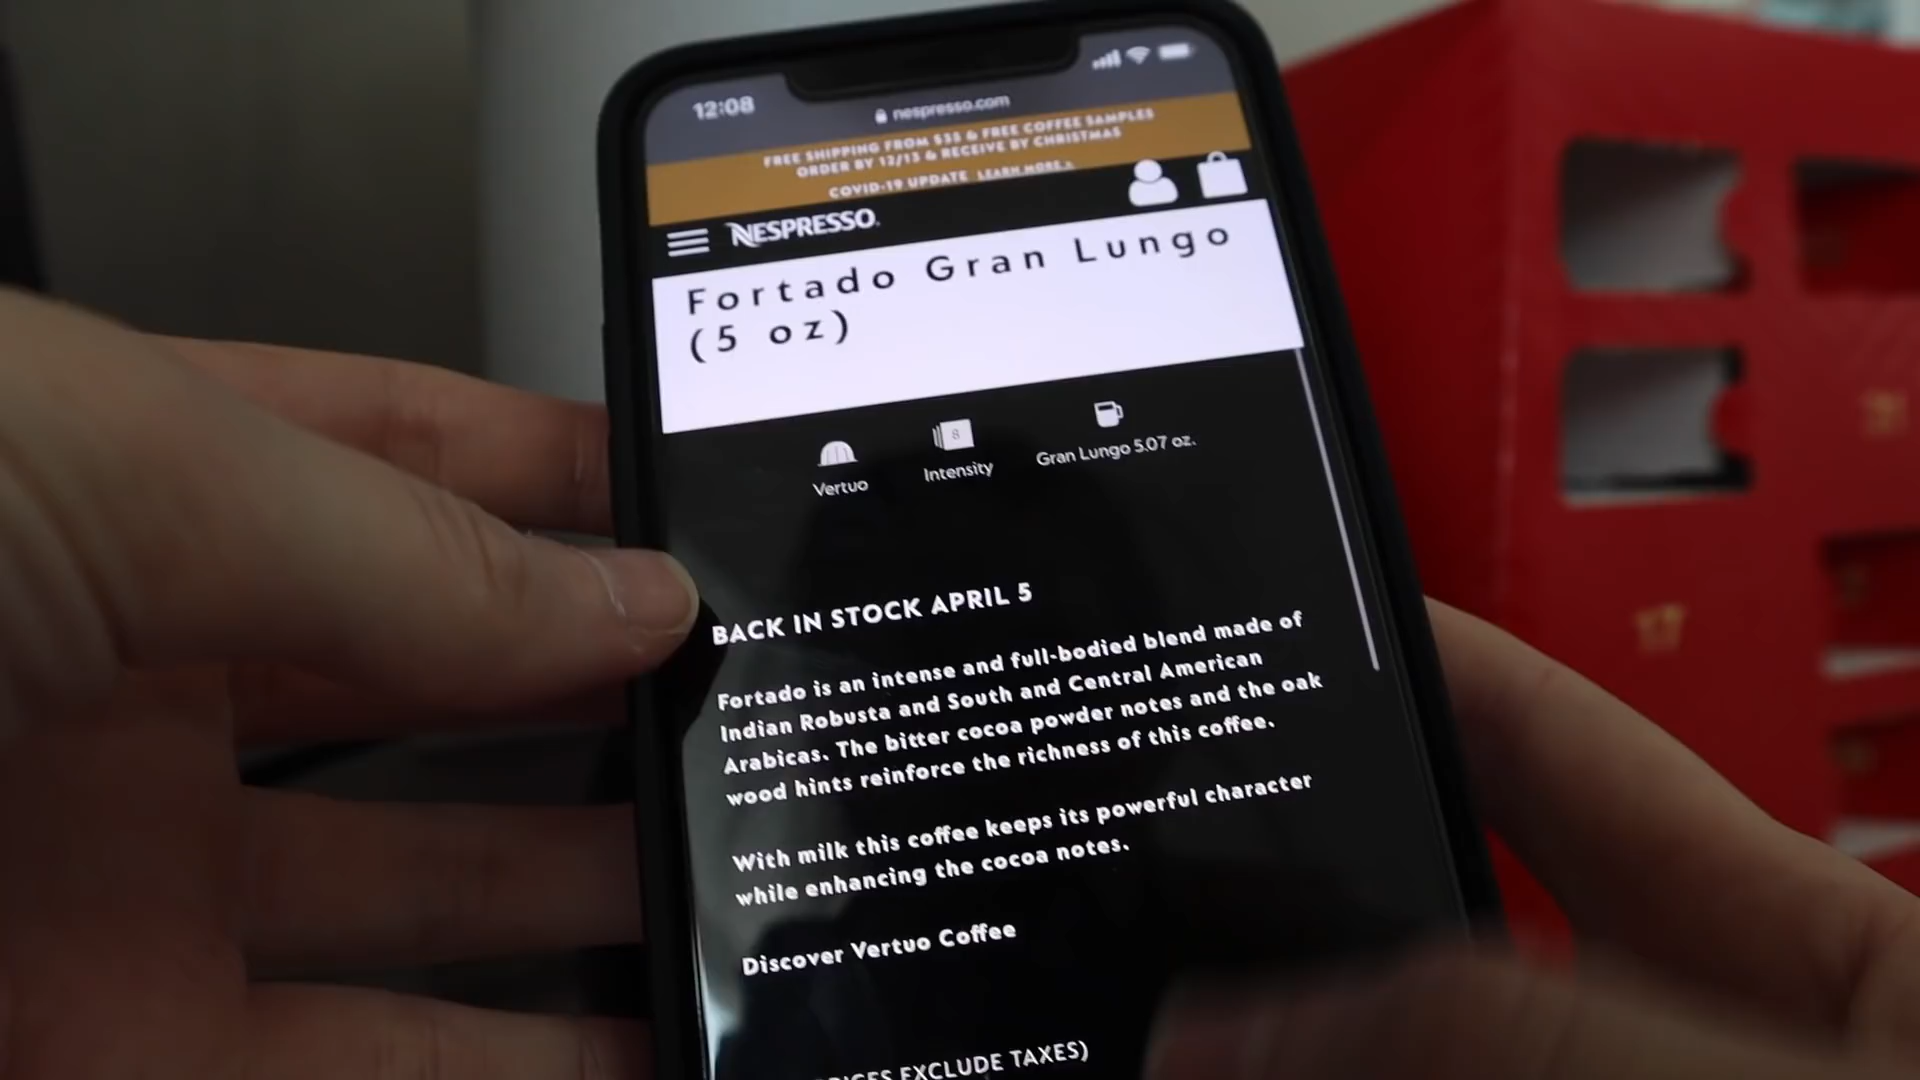 12:08
nespresso.com
FREE SHIPPING FROM $35 & FREE COFFEE SAMPLES
ORDER BY 12/13 & RECEIVE BY CHRISTMAS
COVID-19 UPDATE LEARN MORE >
NESPRESSO
Fortado Gran Lungo
(5 oz)
8
Vertuo
Intensity
Gran Lungo 5.07 oz.
BACK IN STOCK APRIL 5
Fortado is an intense and full-bodied blend made of
Indian Robusta and South and Central American
Arabicas. The bitter cocoa powder notes and the oak
wood hints reinforce the richness of this coffee.
With milk this coffee keeps its powerful character
while enhancing the cocoa notes.
Discover Vertuo Coffee
EXCLUDE TAXES)